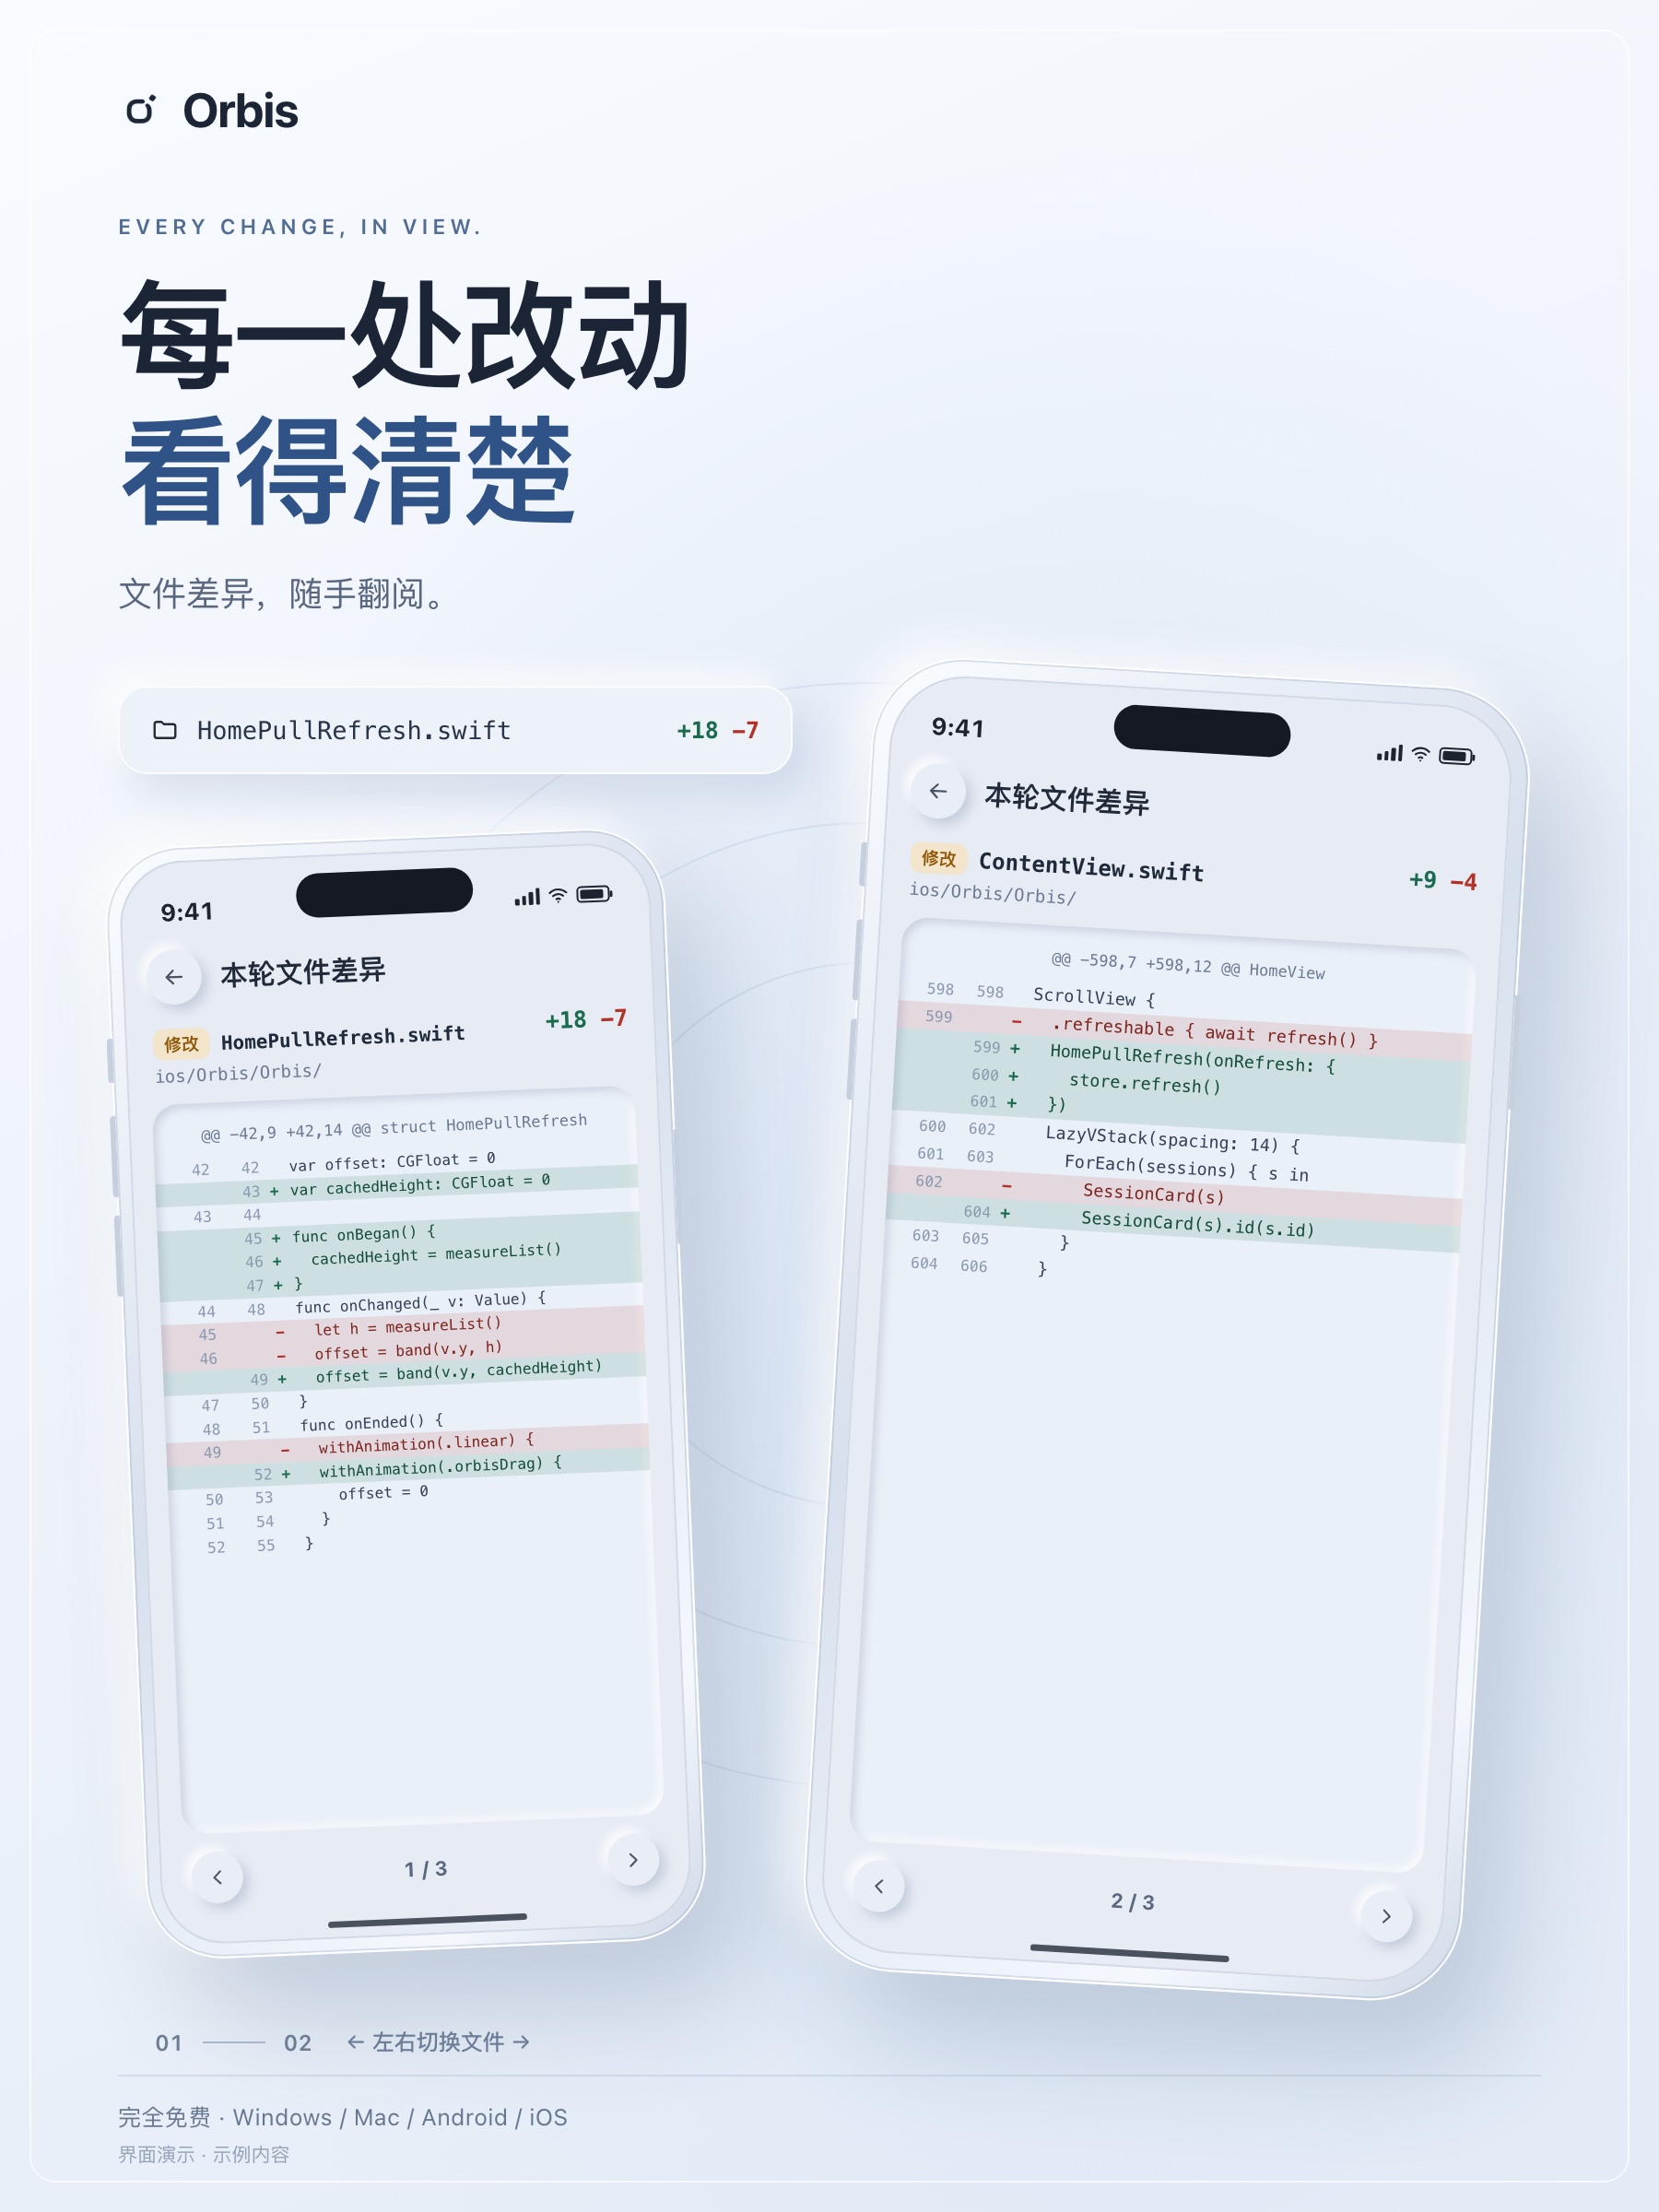 Orbis
EVERY CHANGE, IN VIEW.
每一处改动
看得清楚
文件差异，随手翻阅。
HomePullRefresh.swift +18 −7
9:41
本轮文件差异
修改 HomePullRefresh.swift +18 −7
ios/Orbis/Orbis/
@@ −42,9 +42,14 @@ struct HomePullRefresh
42 42 var offset: CGFloat = 0
43 + var cachedHeight: CGFloat = 0
43 44
45 + func onBegan() {
46 + cachedHeight = measureList()
47 + }
44 48 func onChanged(_ v: Value) {
45 − let h = measureList()
46 − offset = band(v.y, h)
49 + offset = band(v.y, cachedHeight)
47 50 }
48 51 func onEnded() {
49 − withAnimation(.linear) {
52 + withAnimation(.orbisDrag) {
50 53 offset = 0
51 54 }
52 55 }
1 / 3
9:41
本轮文件差异
修改 ContentView.swift +9 −4
ios/Orbis/Orbis/
@@ −598,7 +598,12 @@ HomeView
598 598 ScrollView {
599 − .refreshable { await refresh() }
599 + HomePullRefresh(onRefresh: {
600 + store.refresh()
601 + })
600 602 LazyVStack(spacing: 14) {
601 603 ForEach(sessions) { s in
602 − SessionCard(s)
604 + SessionCard(s).id(s.id)
603 605 }
604 606 }
2 / 3
01 02 ← 左右切换文件 →
完全免费 · Windows / Mac / Android / iOS
界面演示 · 示例内容